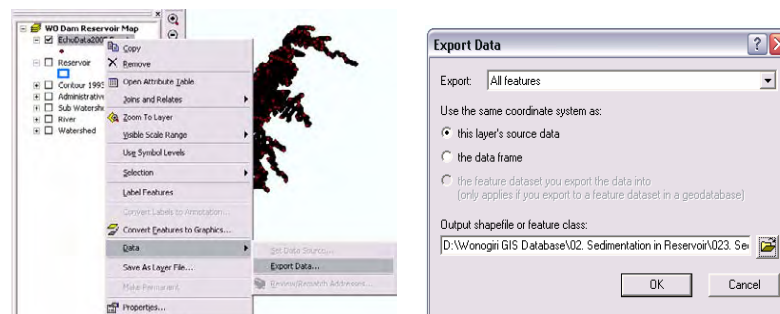 WO Dam Reservoir Map
EchoData200
Reservoir
Contour 1993
Administrative
Sub Watersh
River
Watershed
Copy
Remove
Open Attribute Table
Joins and Relates
Zoom To Layer
Visible Scale Range
Use Symbol Levels
Selection
Label Features
Convert Labels to Annotation...
Convert Features to Graphics...
Data
Save As Layer File...
Make Permanent
Properties...
Set Data Source...
Export Data...
Review/Rematch Addresses...
Export Data
Export: All features
Use the same coordinate system as:
this layer's source data
the data frame
the feature dataset you export the data into
(only applies if you export to a feature dataset in a geodatabase)
Output shapefile or feature class:
D:\Wonogiri GIS Database\02. Sedimentation in Reservoir\023. Se
OK Cancel